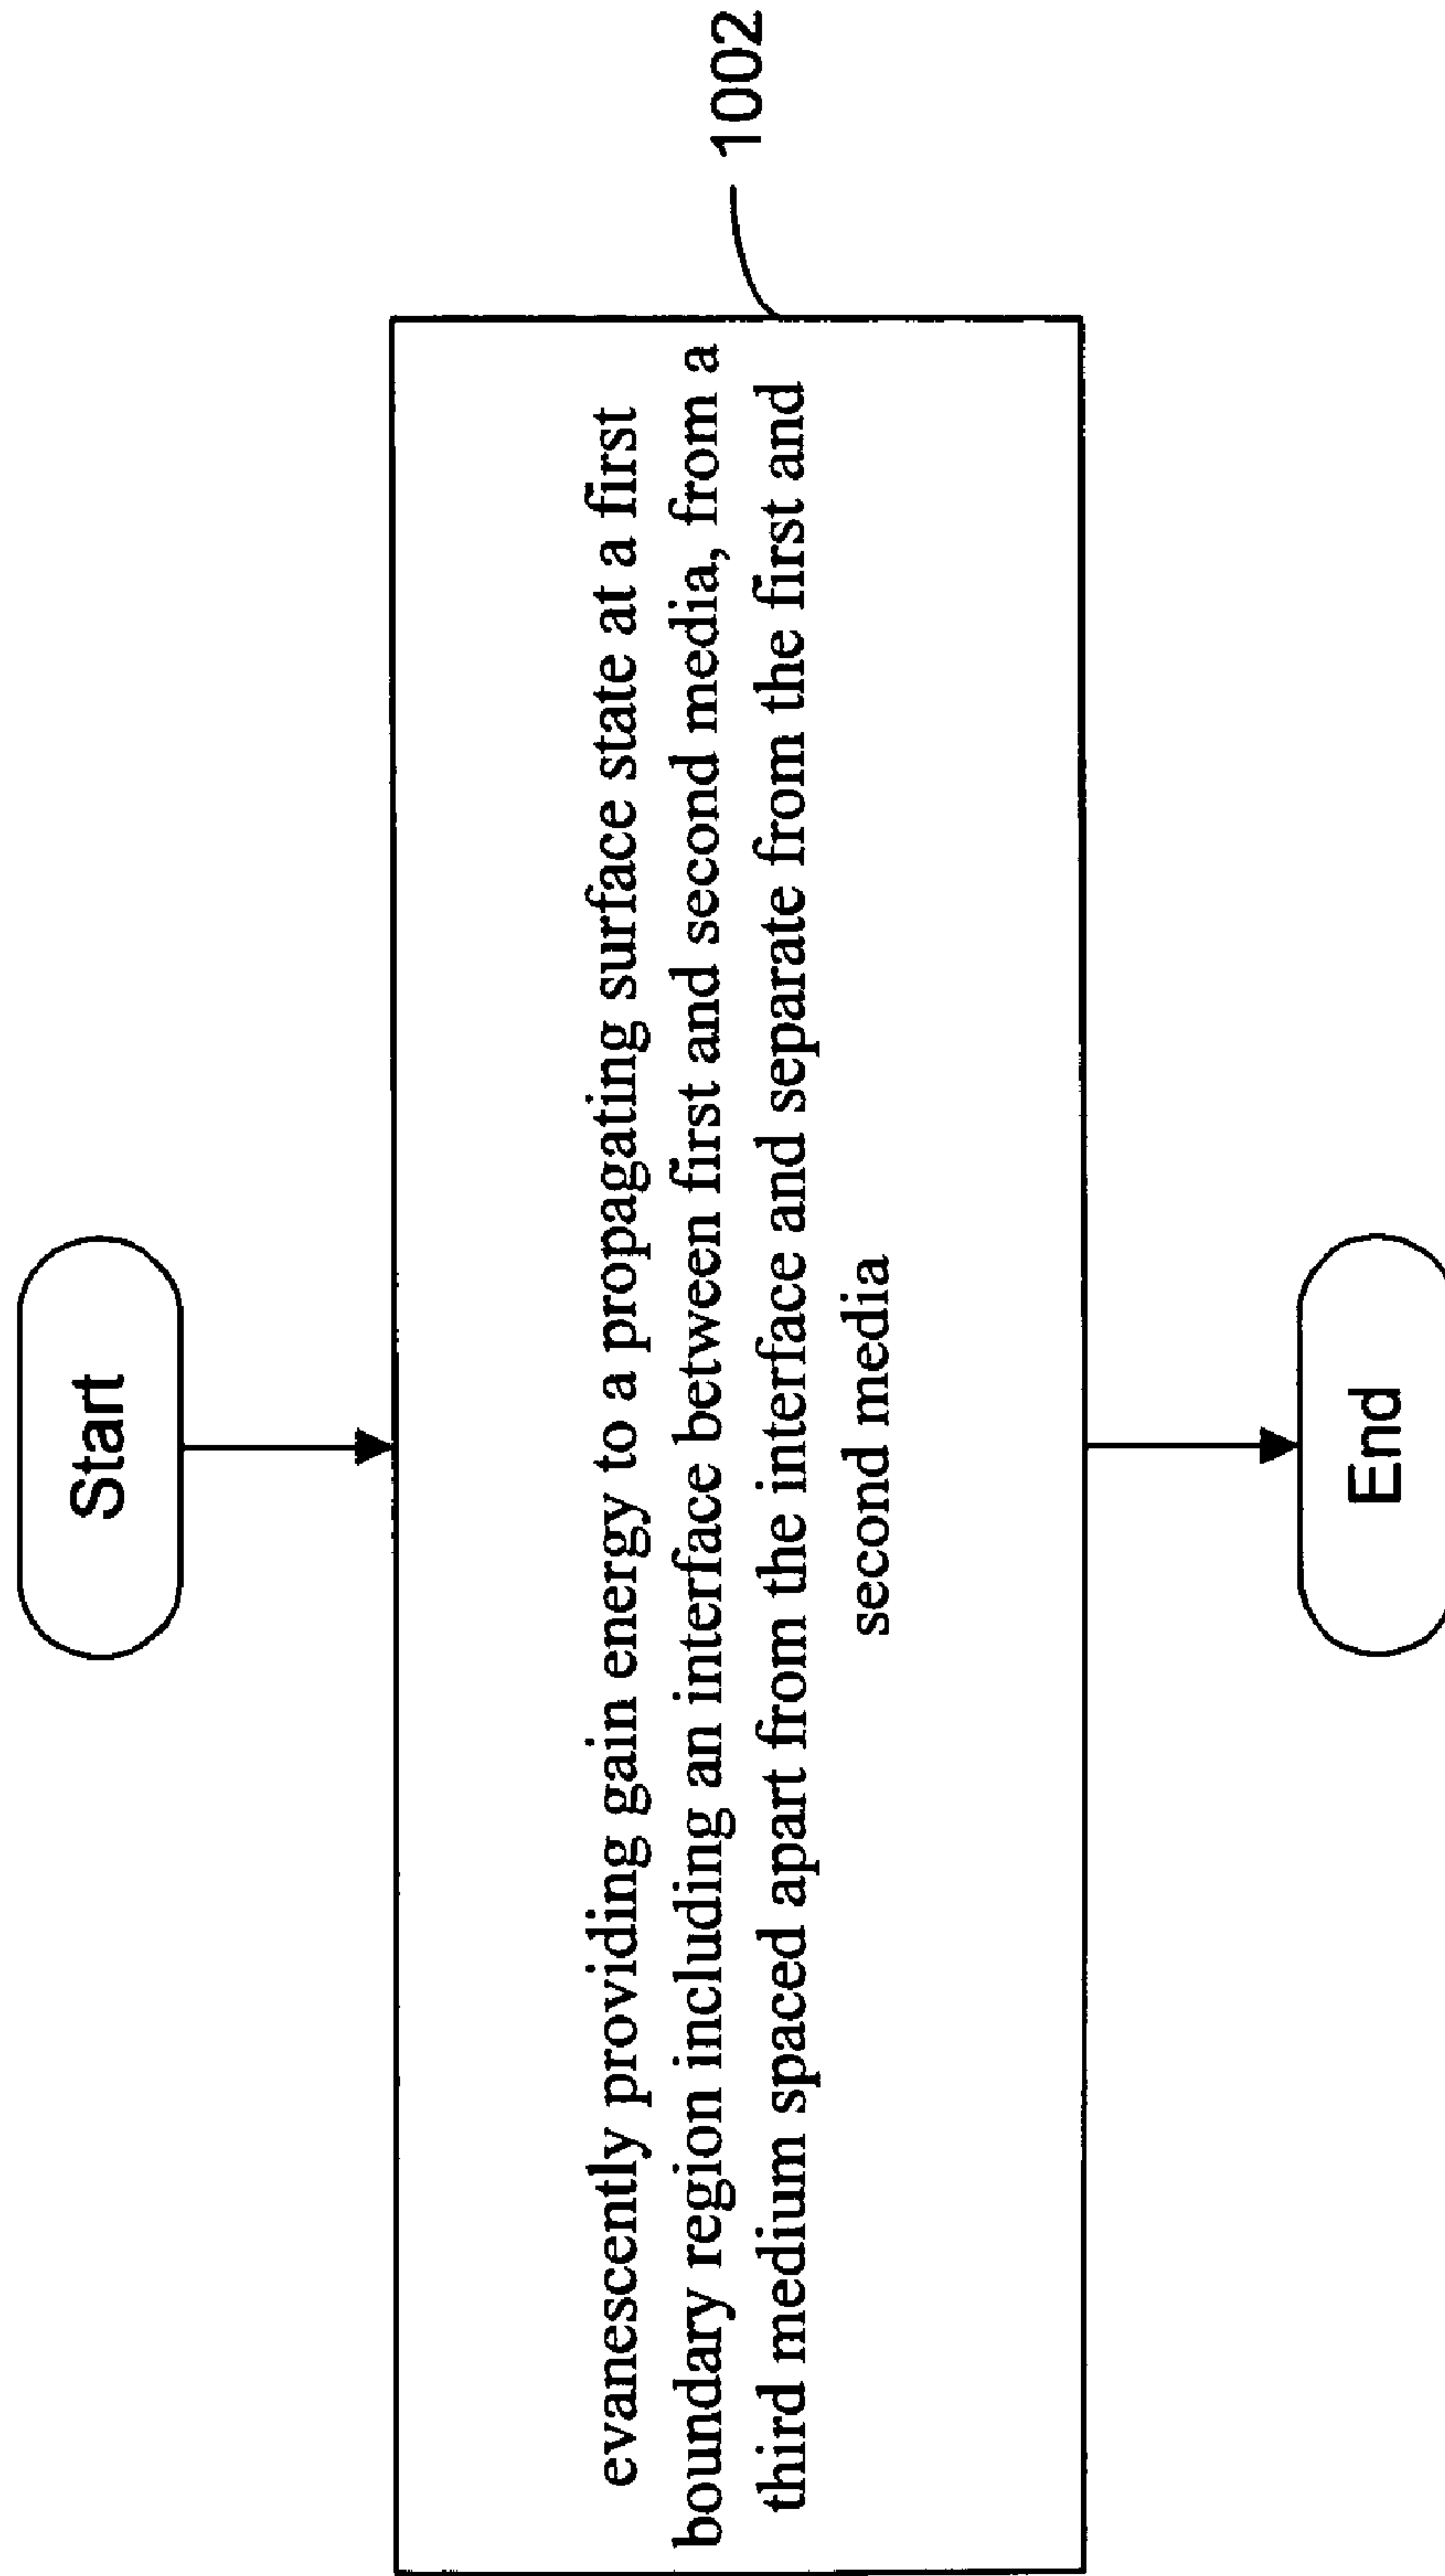 Start
evanescently providing gain energy to a propagating surface state at a first
boundary region including an interface between first and second media, from a
third medium spaced apart from the interface and separate from the first and
second media
1002
End